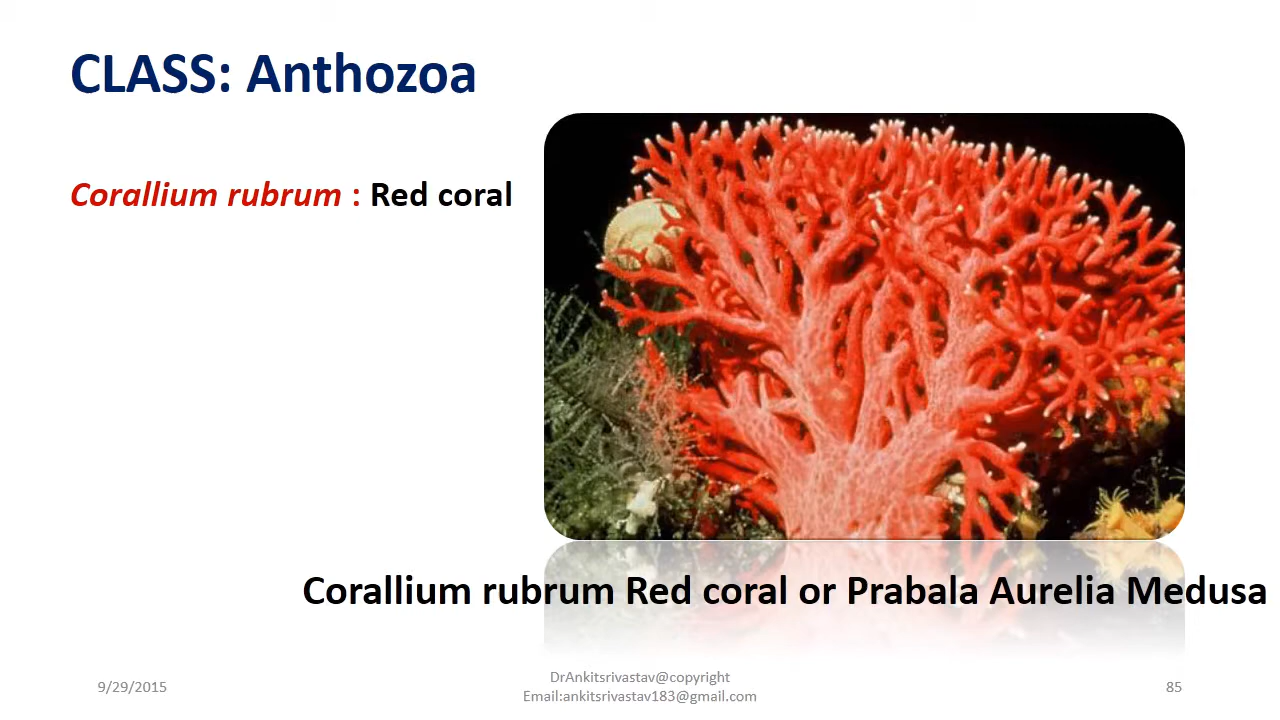 CLASS: Anthozoa
Corallium rubrum : Red coral
Corallium rubrum Red coral or Prabala Aurelia Medusa
9/29/2015
DrAnkitsrivastav@copyright
Email:ankitsrivastav183@gmail.com
85